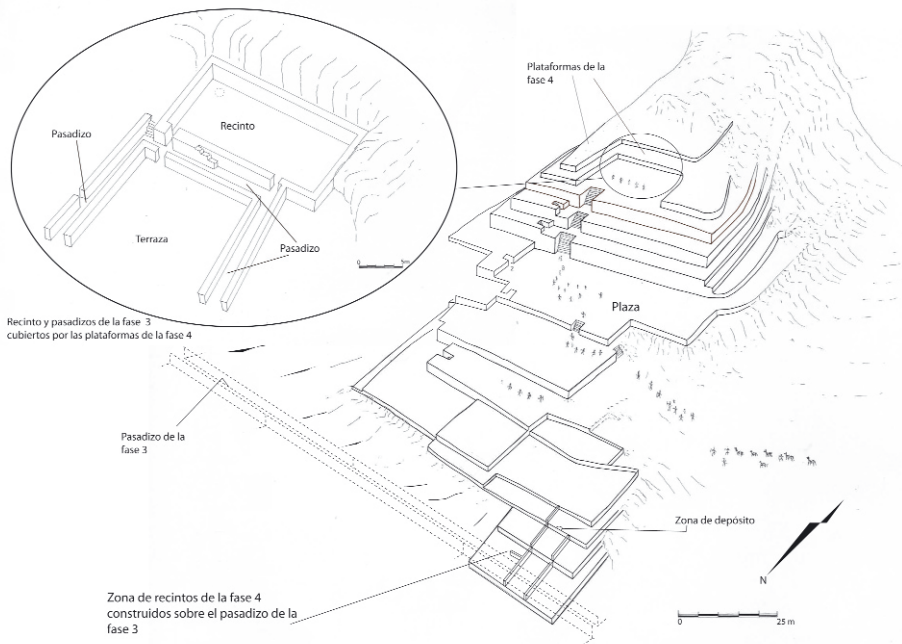 Plataformas de la
fase 4
Pasadizo
Recinto
Pasadizo
Terraza
0 5m
Recinto y pasadizos de la fase 3
cubiertos por las plataformas de la fase 4
Plaza
Pasadizo de la
fase 3
Zona de depósito
N
0 25 m
Zona de recintos de la fase 4
construidos sobre el pasadizo de la
fase 3